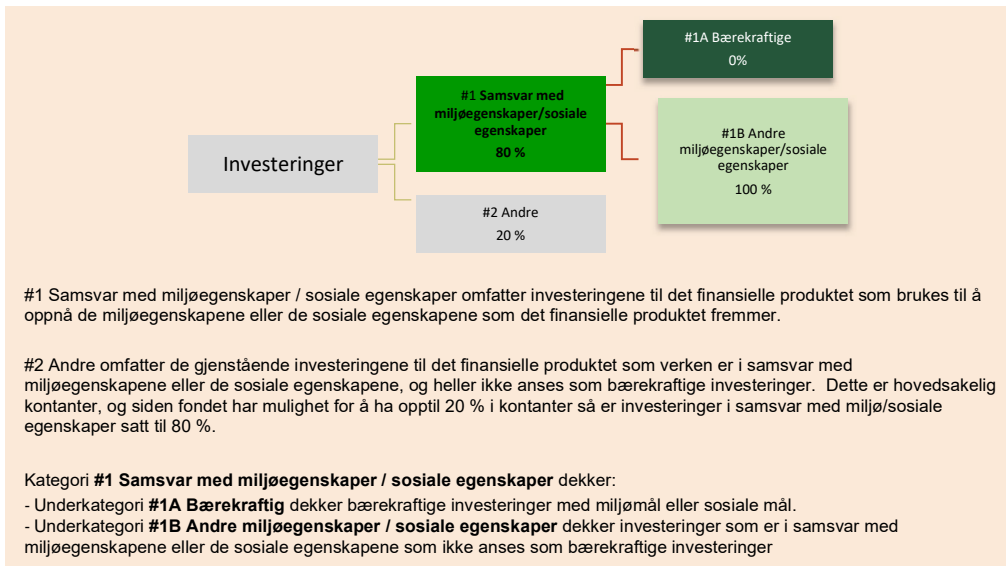 #1A Bærekraftige
0%
#1 Samsvar med
miljøegenskaper/sosiale
egenskaper
80 %
#1B Andre
miljøegenskaper/sosiale
egenskaper
100 %
Investeringer
#2 Andre
20 %
#1 Samsvar med miljøegenskaper / sosiale egenskaper omfatter investeringene til det finansielle produktet som brukes til å
oppnå de miljøegenskapene eller de sosiale egenskapene som det finansielle produktet fremmer.
#2 Andre omfatter de gjenstående investeringene til det finansielle produktet som verken er i samsvar med
miljøegenskapene eller de sosiale egenskapene, og heller ikke anses som bærekraftige investeringer.  Dette er hovedsakelig
kontanter, og siden fondet har mulighet for å ha opptil 20 % i kontanter så er investeringer i samsvar med miljø/sosiale
egenskaper satt til 80 %.
Kategori #1 Samsvar med miljøegenskaper / sosiale egenskaper dekker:
- Underkategori #1A Bærekraftig dekker bærekraftige investeringer med miljømål eller sosiale mål.
- Underkategori #1B Andre miljøegenskaper / sosiale egenskaper dekker investeringer som er i samsvar med
miljøegenskapene eller de sosiale egenskapene som ikke anses som bærekraftige investeringer